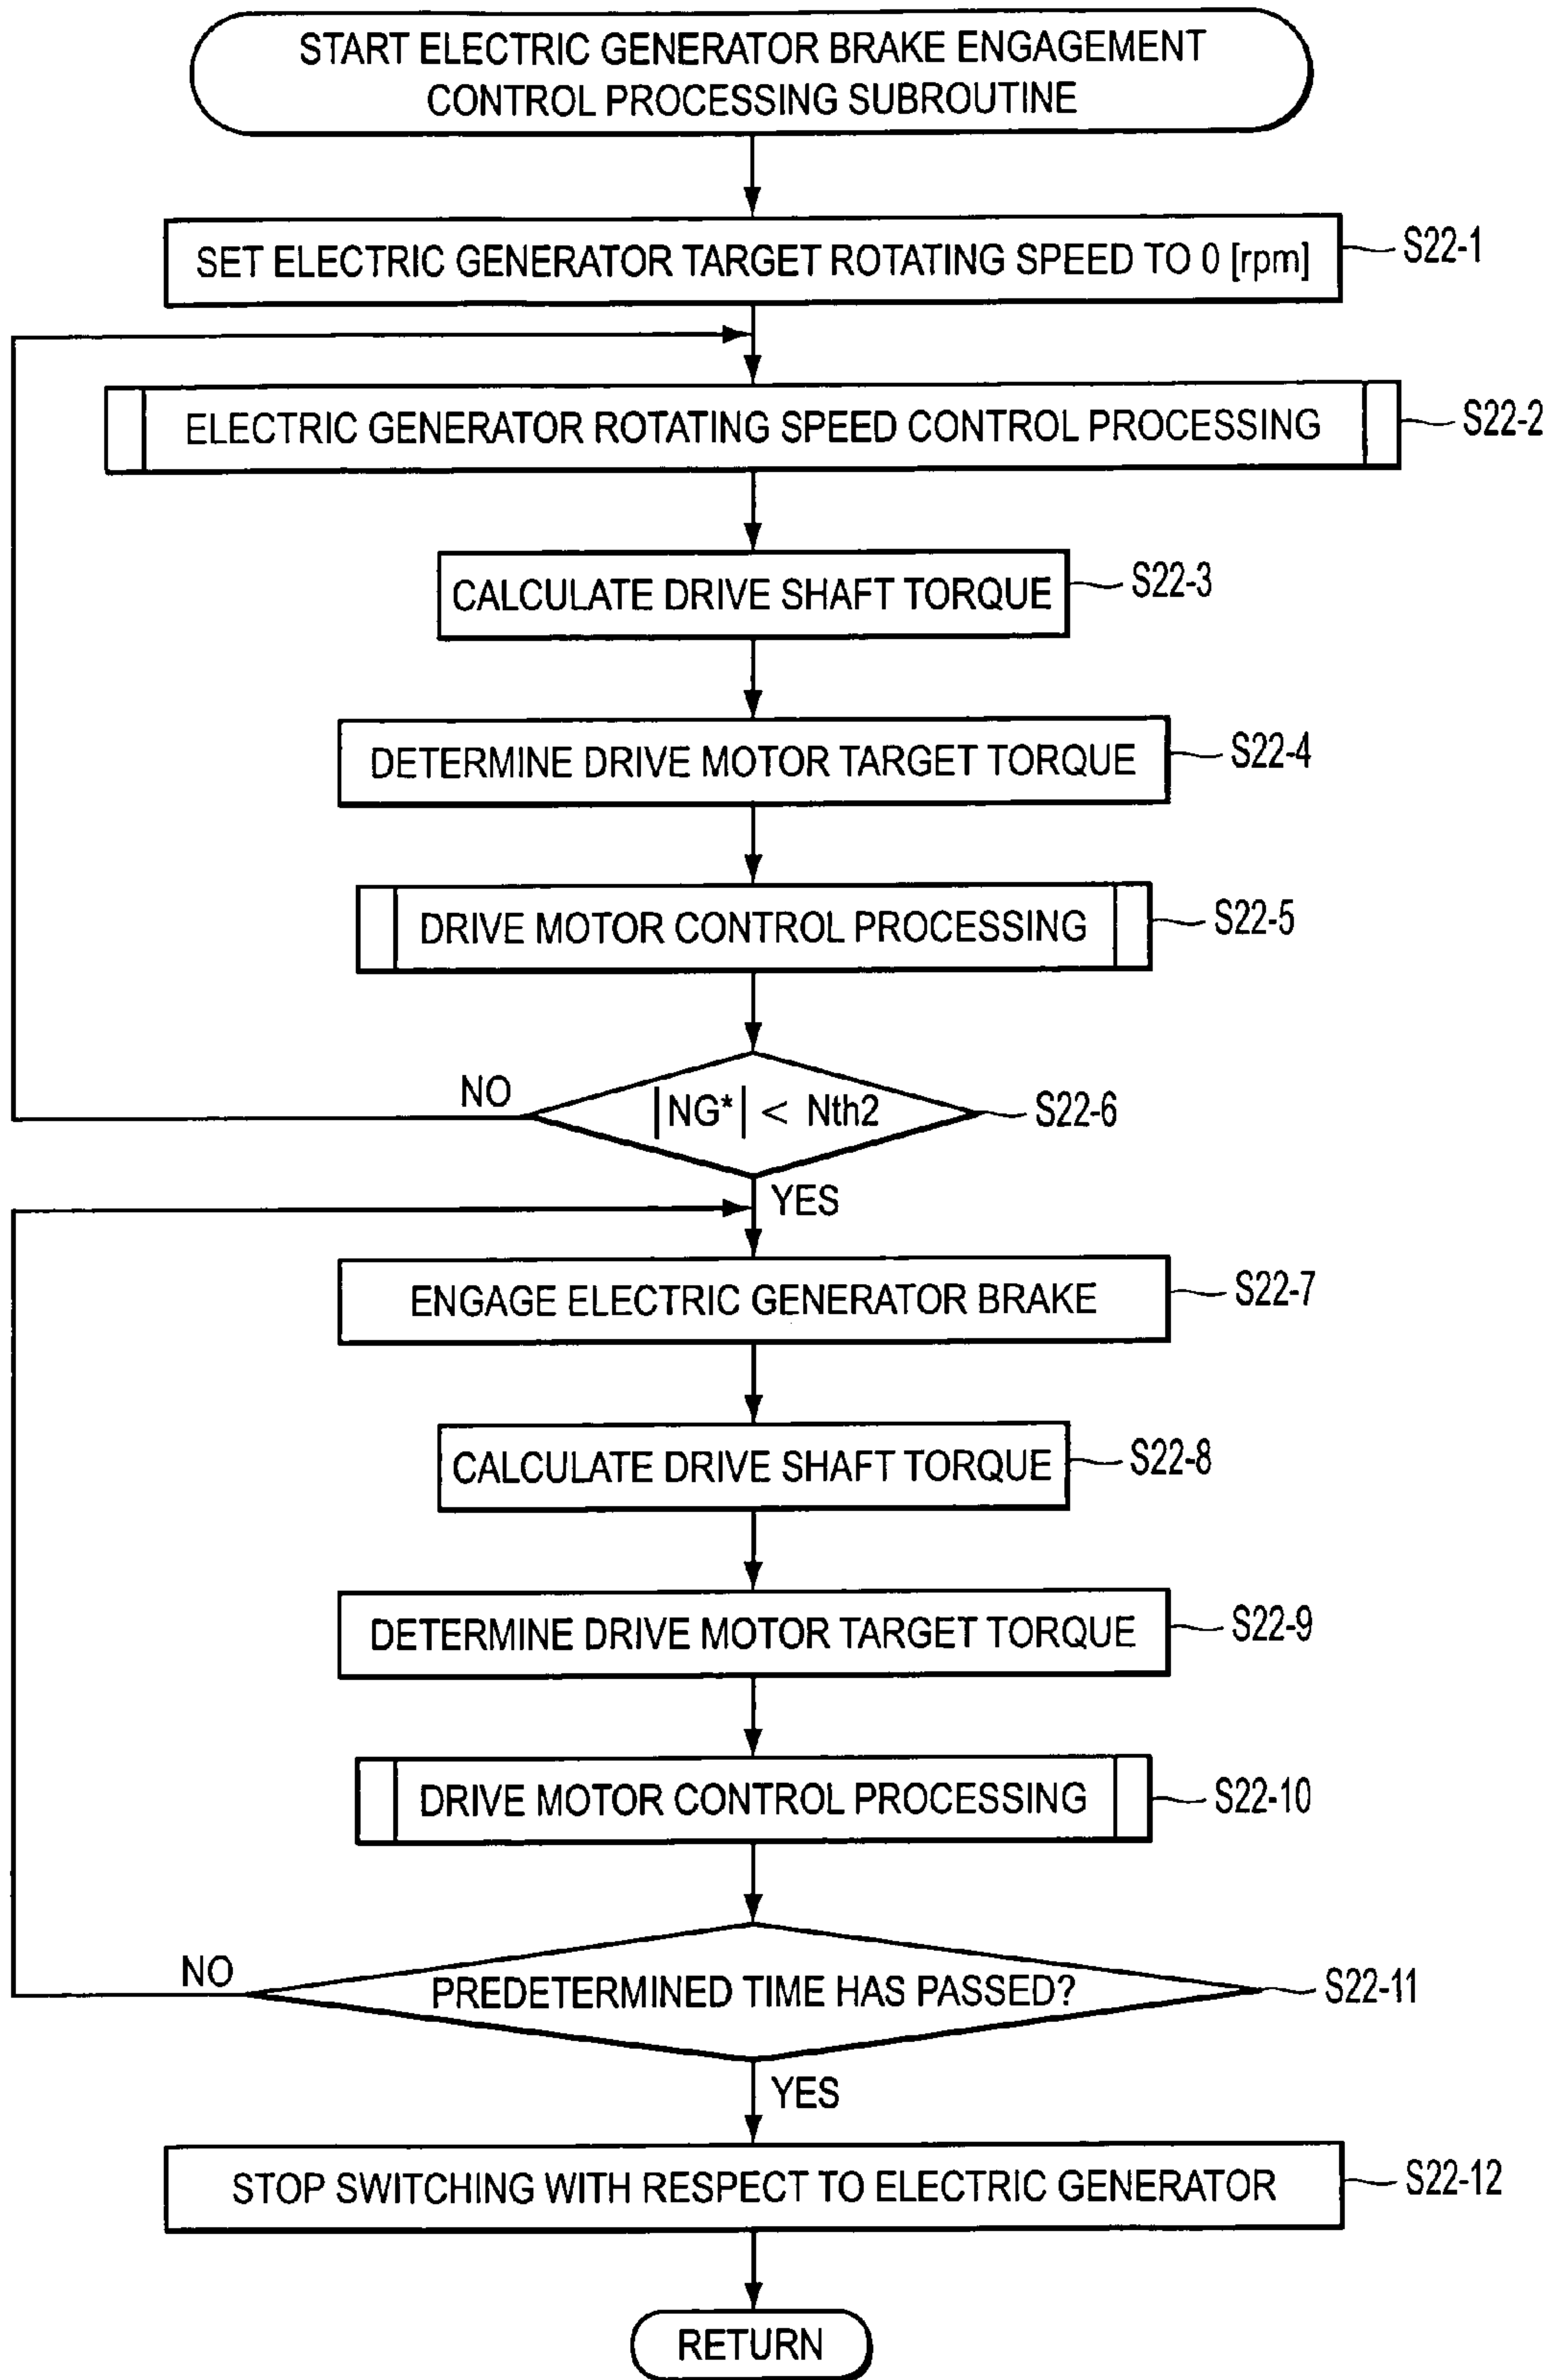 START ELECTRIC GENERATOR BRAKE ENGAGEMENT
CONTROL PROCESSING SUBROUTINE
SET ELECTRIC GENERATOR TARGET ROTATING SPEED TO 0 [rpm]
S22-1
ELECTRIC GENERATOR ROTATING SPEED CONTROL PROCESSING
S22-2
CALCULATE DRIVE SHAFT TORQUE
S22-3
DETERMINE DRIVE MOTOR TARGET TORQUE
S22-4
DRIVE MOTOR CONTROL PROCESSING
S22-5
NO
|NG*| < Nth2
S22-6
YES
ENGAGE ELECTRIC GENERATOR BRAKE
S22-7
CALCULATE DRIVE SHAFT TORQUE
S22-8
DETERMINE DRIVE MOTOR TARGET TORQUE
S22-9
DRIVE MOTOR CONTROL PROCESSING
S22-10
NO
PREDETERMINED TIME HAS PASSED?
S22-11
YES
STOP SWITCHING WITH RESPECT TO ELECTRIC GENERATOR
S22-12
RETURN